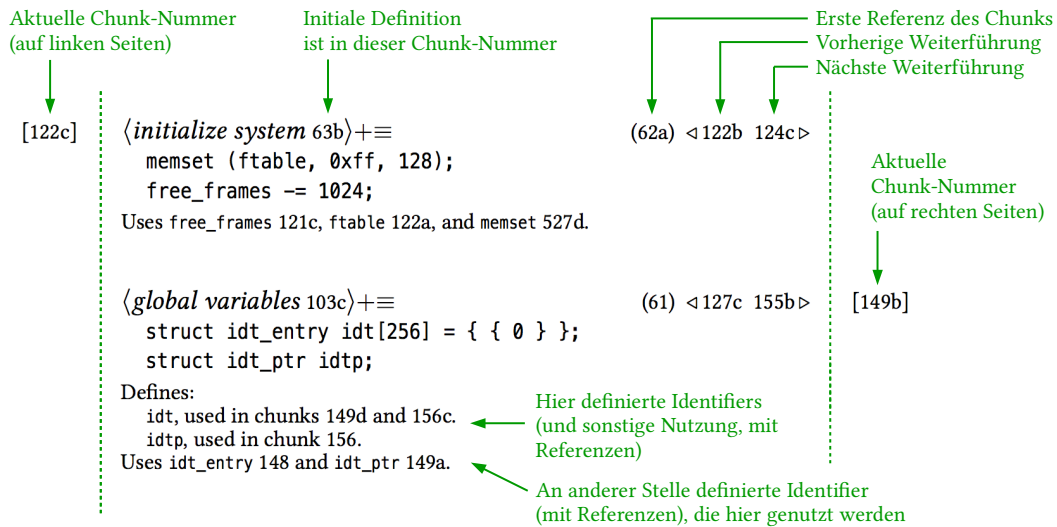 Aktuelle Chunk-Nummer
(auf linken Seiten)
Initiale Definition
ist in dieser Chunk-Nummer
Erste Referenz des Chunks
Vorherige Weiterführung
Nächste Weiterführung
[122c]
⟨initialize system 63b⟩+≡ (62a) ◁122b 124c▷
memset (ftable, 0xff, 128);
free_frames -= 1024;
Uses free_frames 121c, ftable 122a, and memset 527d.
Aktuelle
Chunk-Nummer
(auf rechten Seiten)
⟨global variables 103c⟩+≡ (61) ◁127c 155b▷
[149b]
struct idt_entry idt[256] = { { 0 } };
struct idt_ptr idtp;
Defines:
idt, used in chunks 149d and 156c.
idtp, used in chunk 156.
Uses idt_entry 148 and idt_ptr 149a.
Hier definierte Identifiers
(und sonstige Nutzung, mit
Referenzen)
An anderer Stelle definierte Identifier
(mit Referenzen), die hier genutzt werden